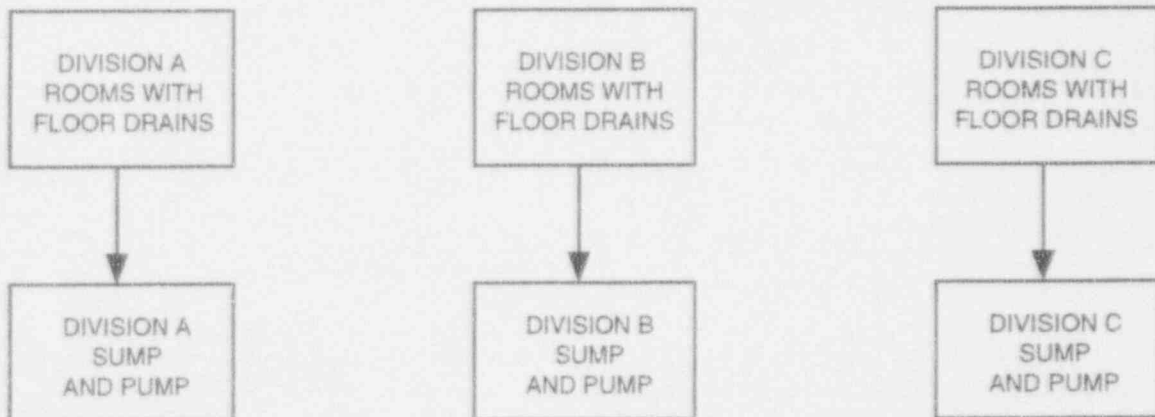 DIVISION A
ROOMS WITH
FLOOR DRAINS
DIVISION B
ROOMS WITH
FLOOR DRAINS
DIVISION C
ROOMS WITH
FLOOR DRAINS
DIVISION A
SUMP
AND PUMP
DIVISION B
SUMP
AND PUMP
DIVISION C
SUMP
AND PUMP